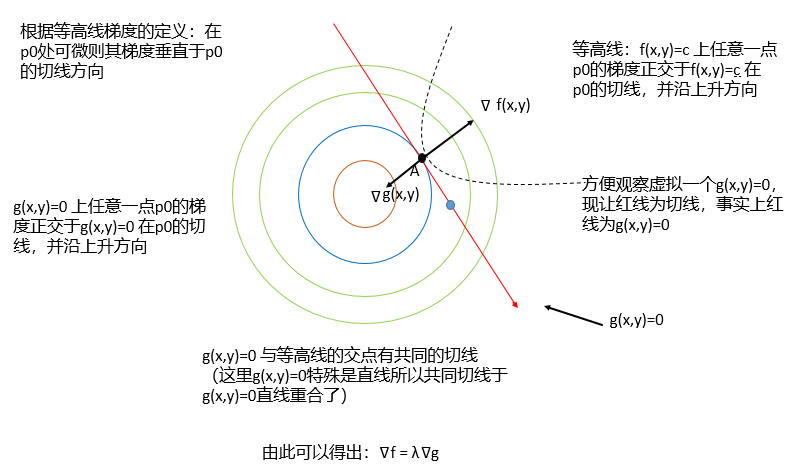 根据等高线梯度的定义：在
p0处可微则其梯度垂直于p0
的切线方向
等高线：f(x,y)=c 上任意一点
p0的梯度正交于f(x,y)=c 在
p0的切线，并沿上升方向
∇ f(x,y)
A
∇g(x,y)
方便观察虚拟一个g(x,y)=0，
现让红线为切线，事实上红
线为g(x,y)=0
g(x,y)=0 上任意一点p0的梯
度正交于g(x,y)=0 在p0的切
线，并沿上升方向
g(x,y)=0
g(x,y)=0 与等高线的交点有共同的切线
（这里g(x,y)=0特殊是直线所以共同切线于
g(x,y)=0直线重合了）
由此可以得出：∇f = λ∇g